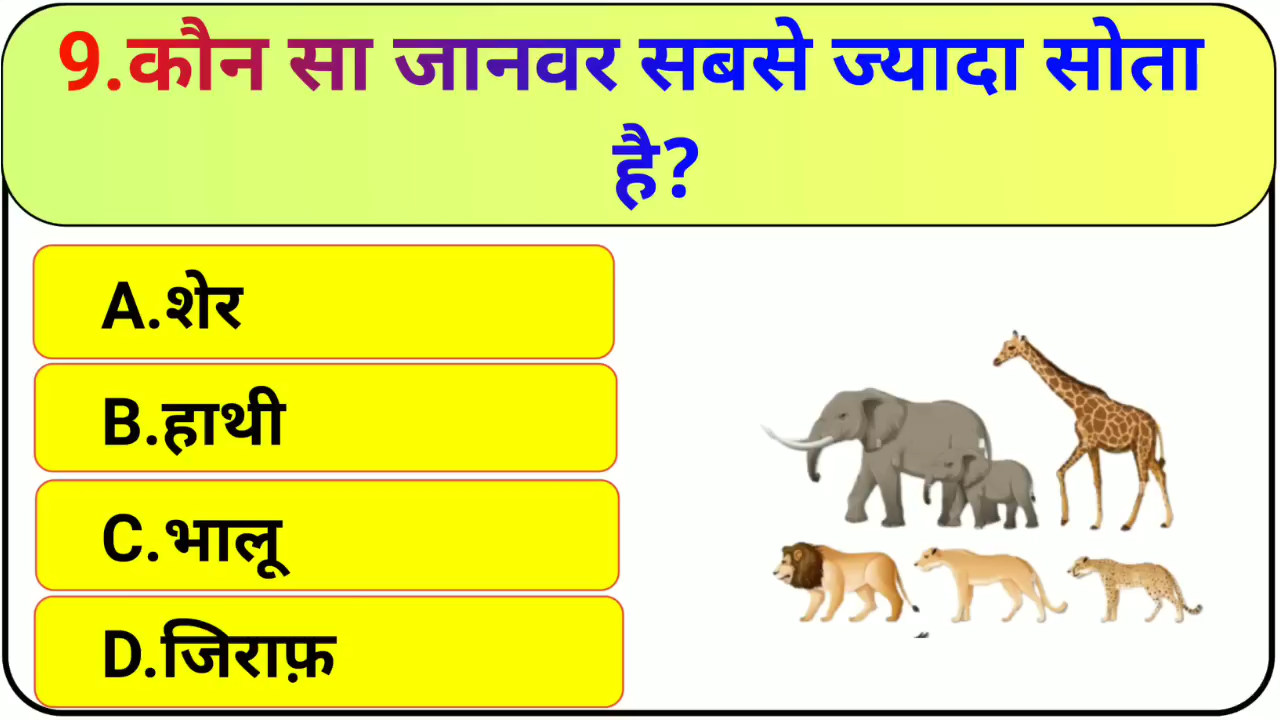 9.कौन सा जानवर सबसे ज्यादा सोता
है?
A.शेर
B.हाथी
C.भालू
D.जिराफ़